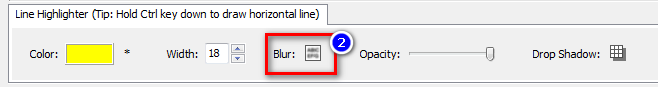 Line Highlighter (Tip: Hold Ctrl key down to draw horizontal line)
Color: * Width: 18 Blur: 2 Opacity: Drop Shadow: